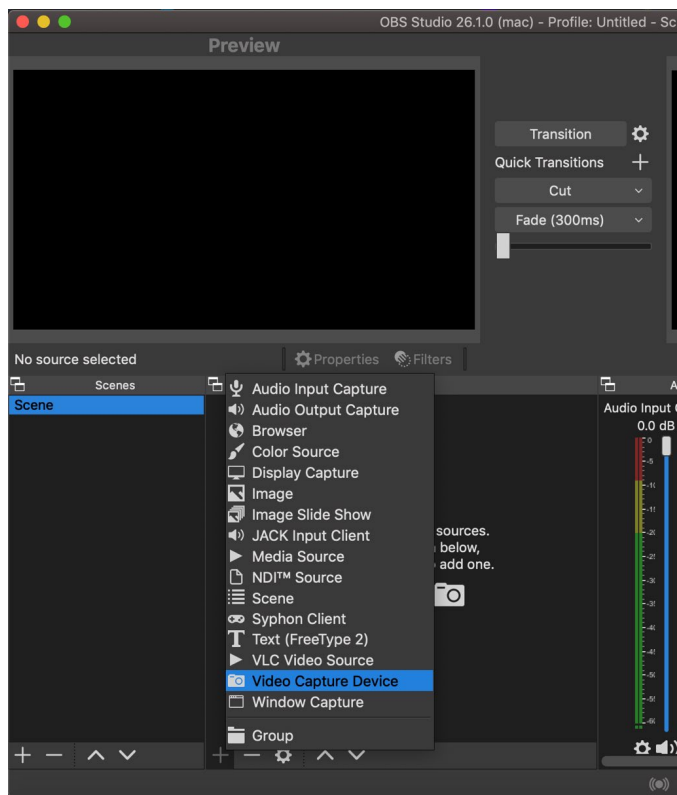 OBS Studio 26.1.0 (mac) - Profile: Untitled - Sc
Preview
Transition
Quick Transitions
Cut
Fade (300ms)
No source selected
Properties
Filters
Scenes
Scene
Audio Input Capture
Audio Output Capture
Browser
Color Source
Display Capture
Image
Image Slide Show
JACK Input Client
Media Source
NDI™ Source
Scene
Syphon Client
Text (FreeType 2)
VLC Video Source
Video Capture Device
Window Capture
Group
sources.
below,
add one.
A
Audio Input
0.0 dB
0
-5
-20